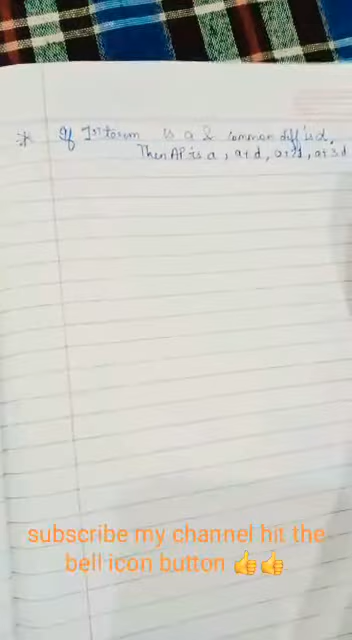 * If Ist term is a & common diff is d.
Then AP is a, a+d, a+2d, a+3d
subscribe my channel hit the
bell icon button 👍👍